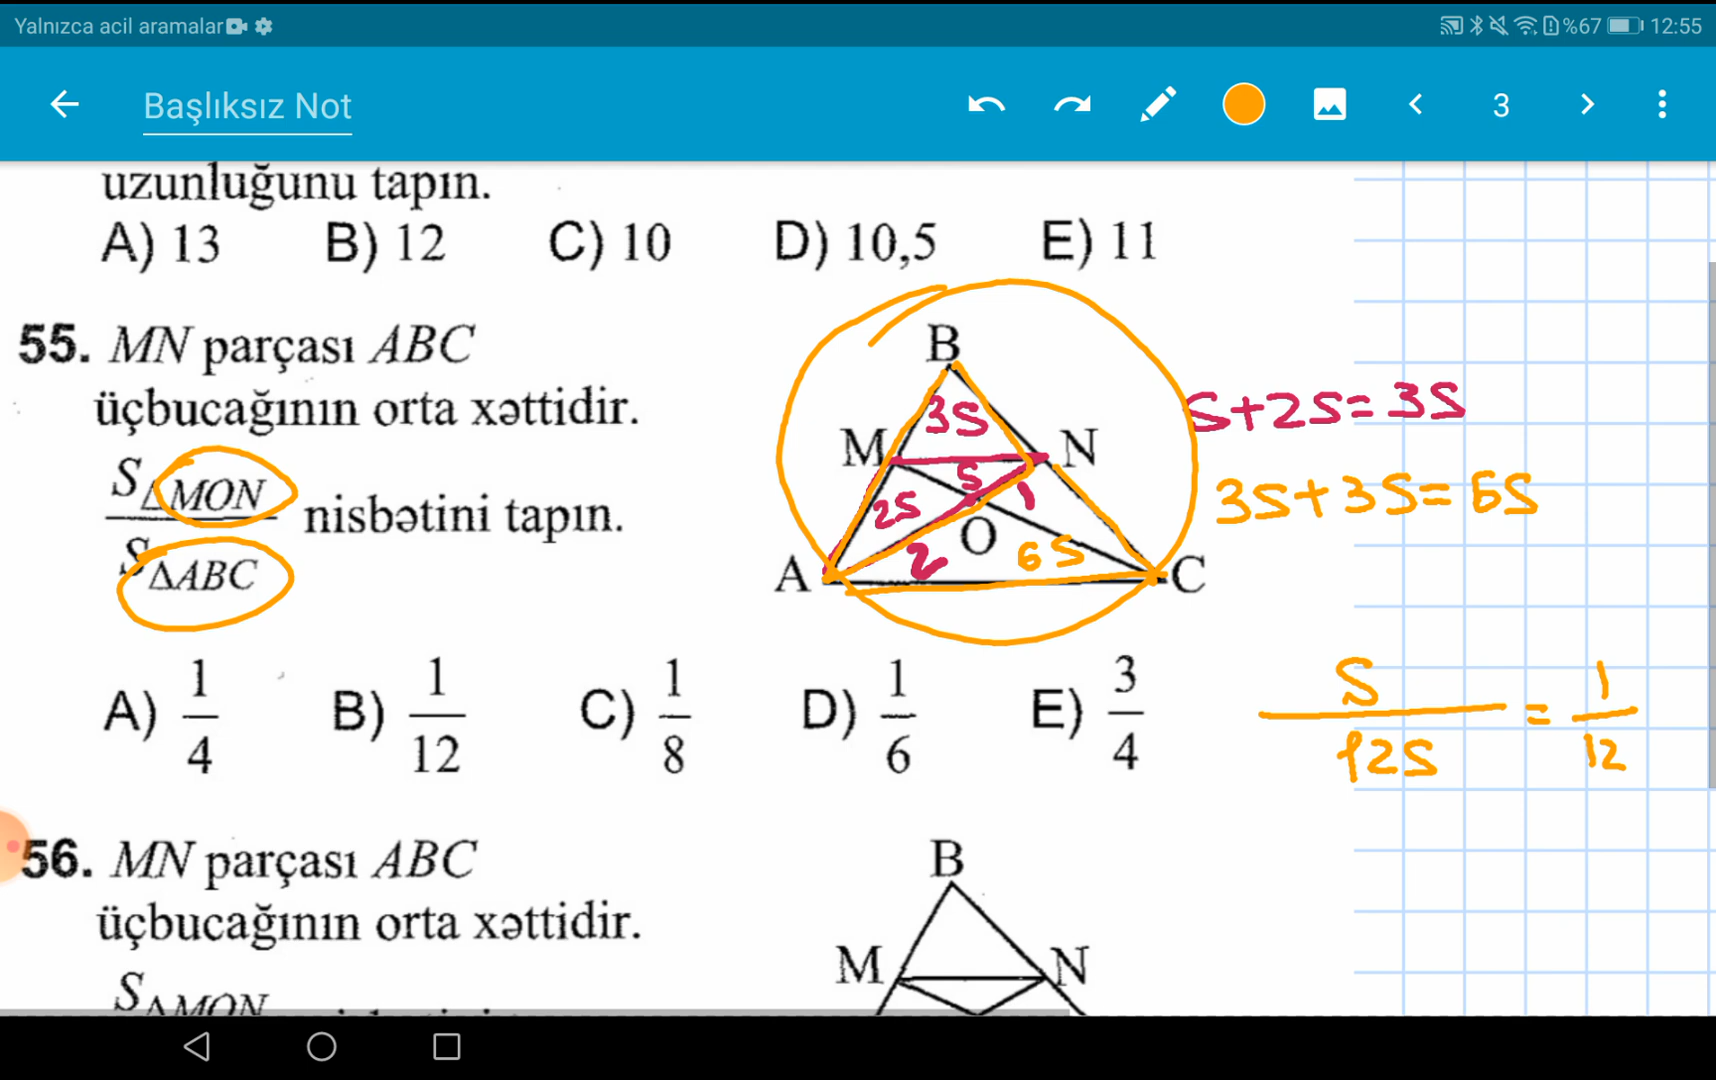 Yalnızca acil aramalar %67 12:55
Başlıksız Not 3
uzunluğunu tapın.
A) 13 B) 12 C) 10 D) 10,5 E) 11
55. MN parçası ABC
üçbucağının orta xəttidir.
S△MON
S△ABC
nisbətini tapın.
B
M
N
A
O
C
3S
S
2S
1
2
6S
S+2S=3S
3S+3S=6S
A) 1/4 B) 1/12 C) 1/8 D) 1/6 E) 3/4
S/12S = 1/12
56. MN parçası ABC
üçbucağının orta xəttidir.
S△MON
B
M
N